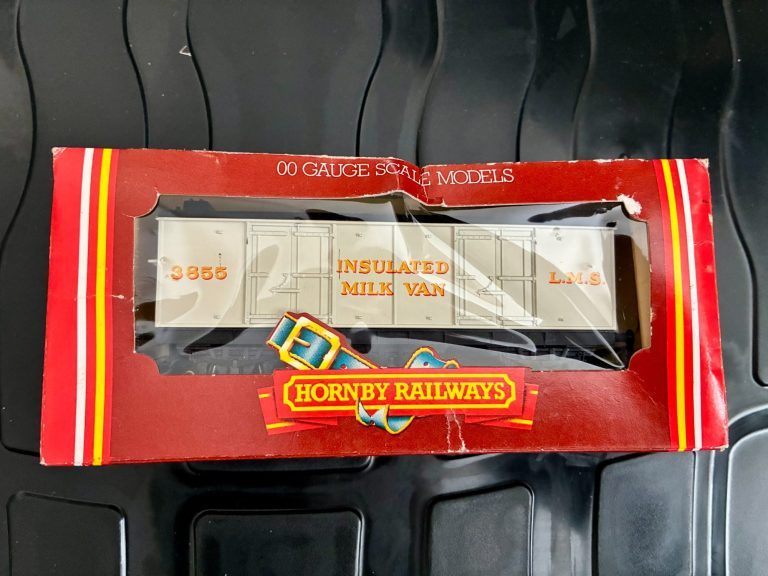 00 GAUGE SCALE MODELS
3855
INSULATED
MILK VAN
L.M.S.
HORNBY RAILWAYS